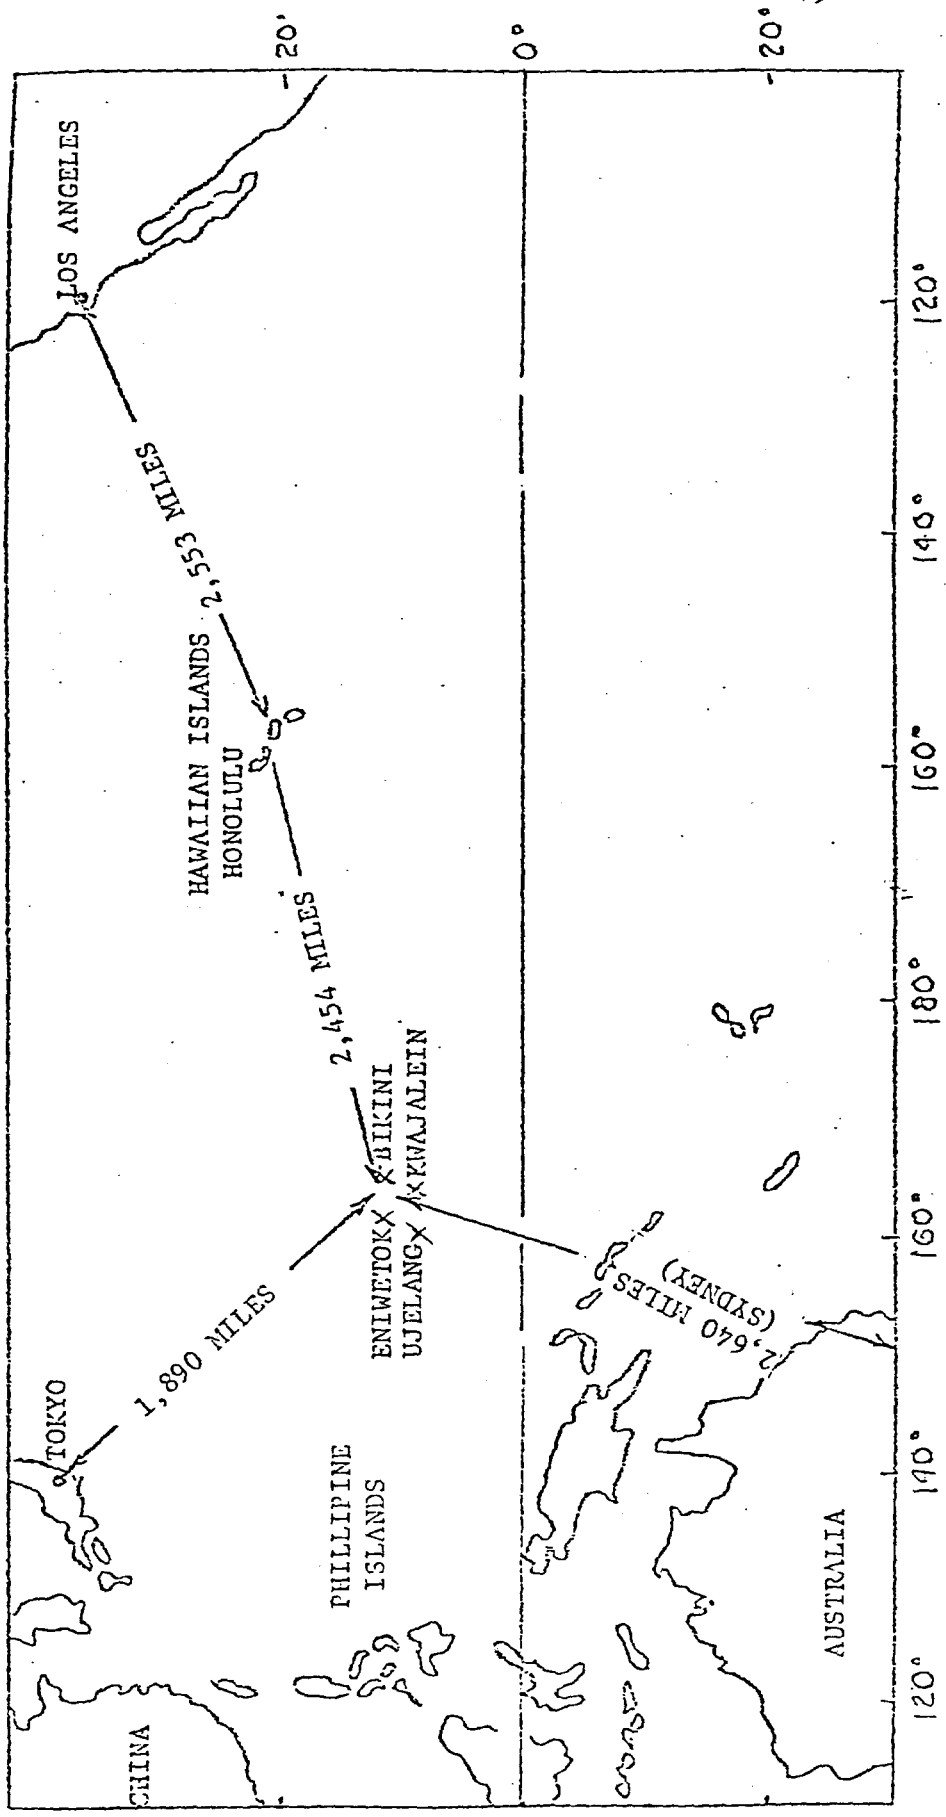 LOS ANGELES
2,553 MILES
HAWAIIAN ISLANDS
HONOLULU
2,454 MILES
BIKINI
KWAJALEIN
ENIWETOK
UJELANG
1,890 MILES
TOKYO
2,640 MILES
(SYDNEY)
PHILLIPINE
ISLANDS
CHINA
AUSTRALIA
20°
0°
20°
120°
140°
160°
180°
160°
140°
120°